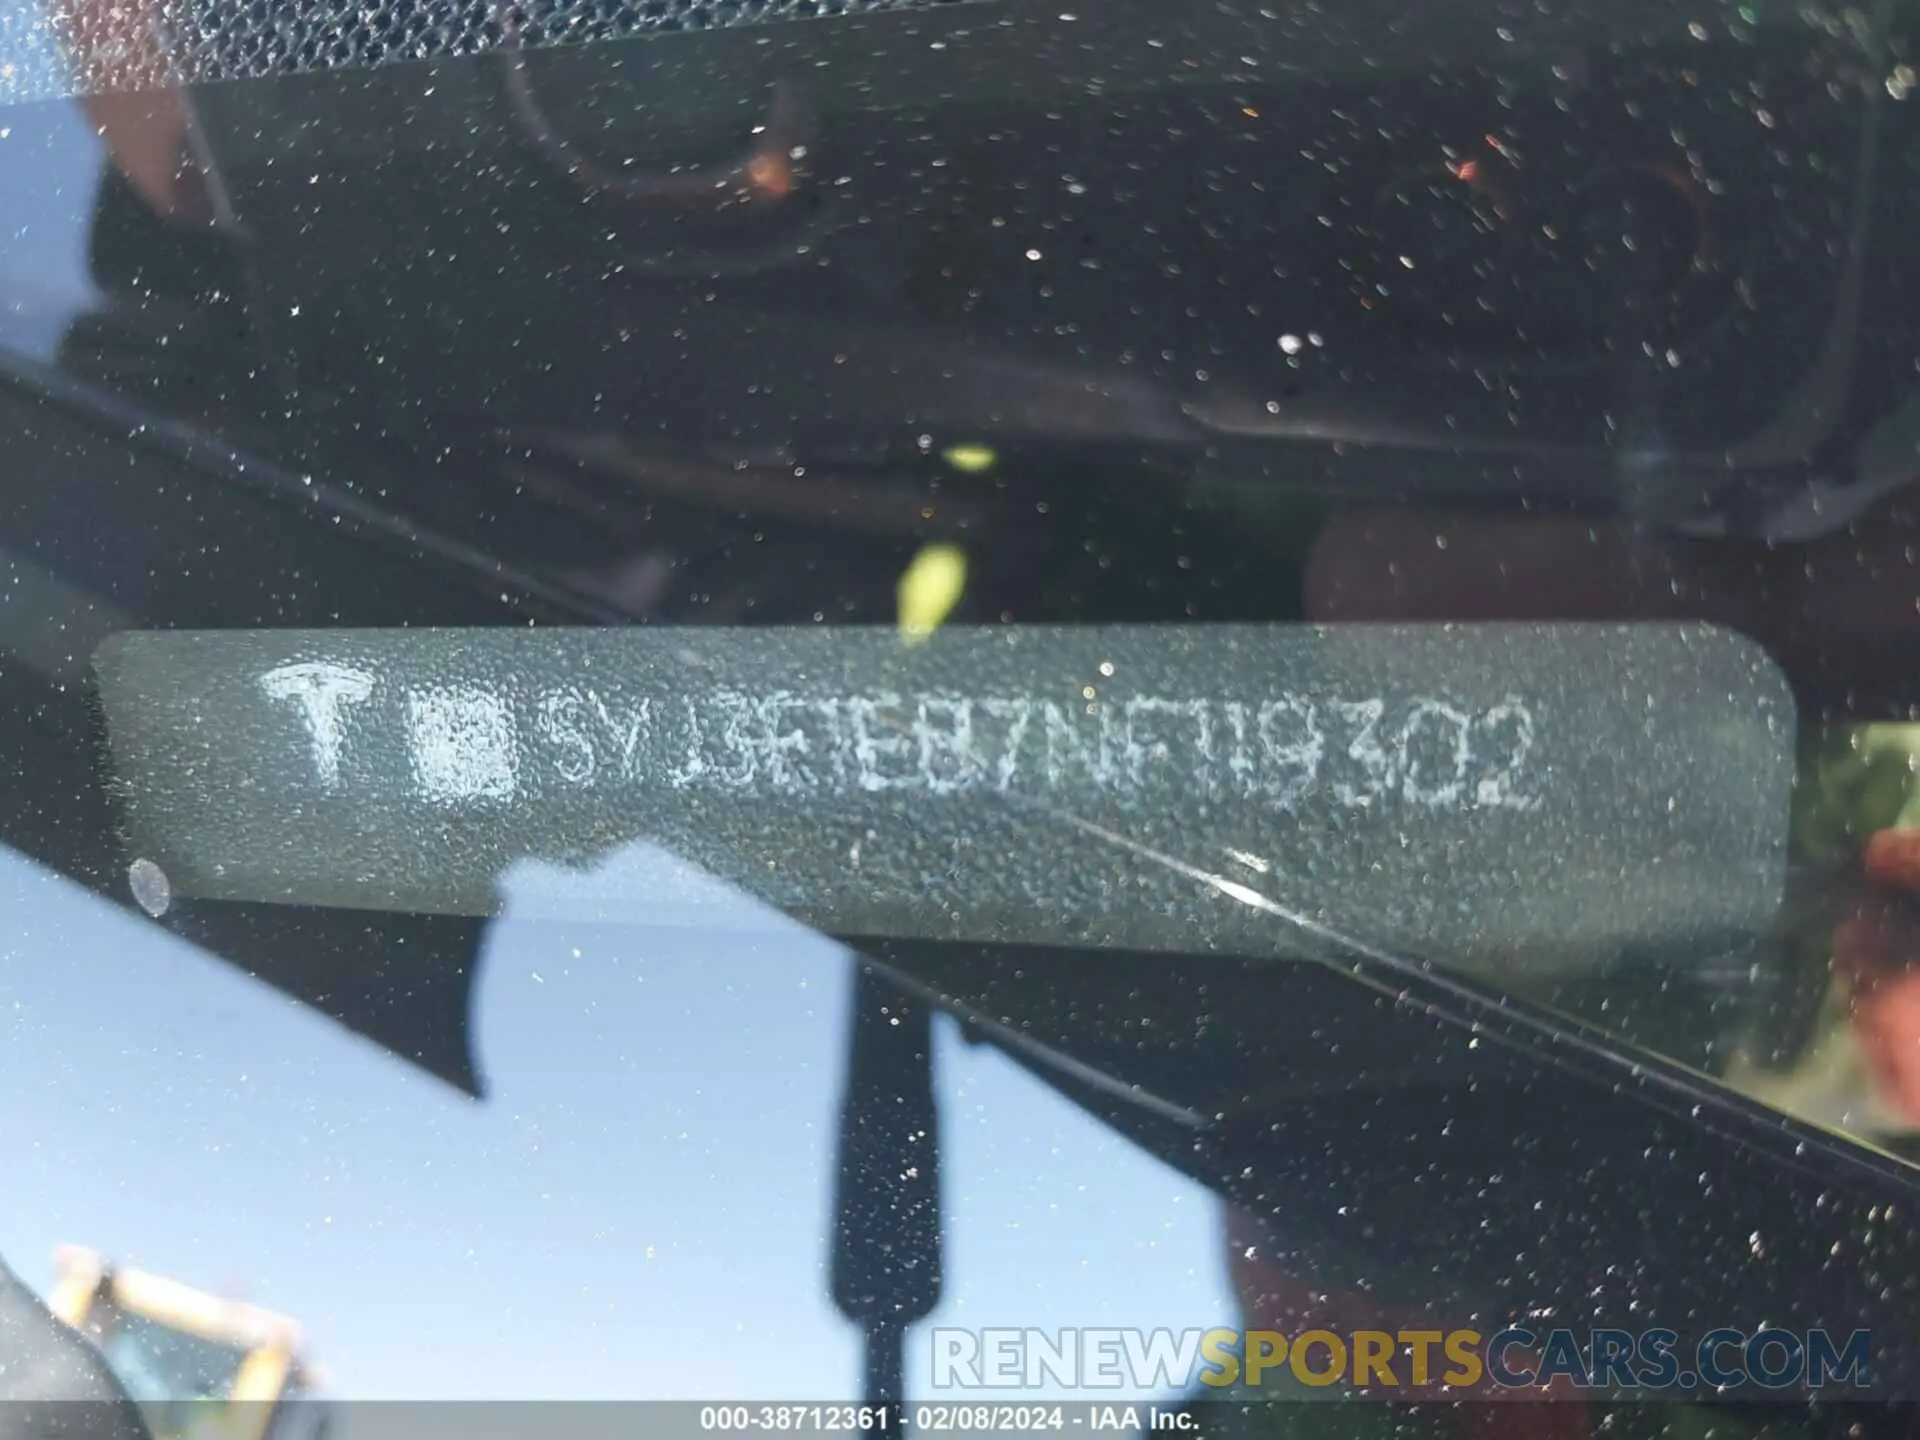 5YJ3E1EB7NF119302
RENEWSPORTSCARS.COM
000-38712361 - 02/08/2024 - IAA Inc.